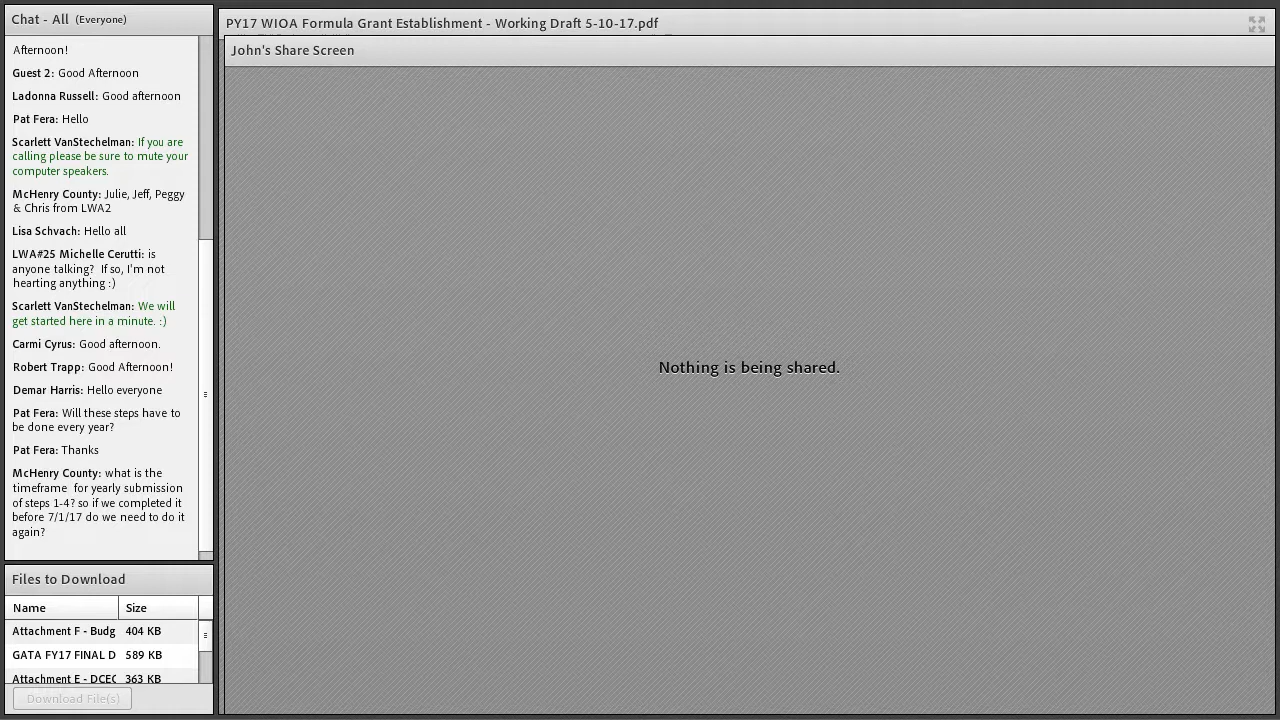 Chat - All (Everyone)
Afternoon!
Guest 2: Good Afternoon
Ladonna Russell: Good afternoon
Pat Fera: Hello
Scarlett VanStechelman: If you are
calling please be sure to mute your
computer speakers.
McHenry County: Julie, Jeff, Peggy
& Chris from LWA2
Lisa Schvach: Hello all
LWA#25 Michelle Cerutti: is
anyone talking? If so, I'm not
hearting anything :)
Scarlett VanStechelman: We will
get started here in a minute. :)
Carmi Cyrus: Good afternoon.
Robert Trapp: Good Afternoon!
Demar Harris: Hello everyone
Pat Fera: Will these steps have to
be done every year?
Pat Fera: Thanks
McHenry County: what is the
timeframe for yearly submission
of steps 1-4? so if we completed it
before 7/1/17 do we need to do it
again?
Files to Download
Name Size
Attachment F - Budg 404 KB
GATA FY17 FINAL D 589 KB
Attachment E - DCEC 363 KB
Download File(s)
PY17 WIOA Formula Grant Establishment - Working Draft 5-10-17.pdf
John's Share Screen
Nothing is being shared.